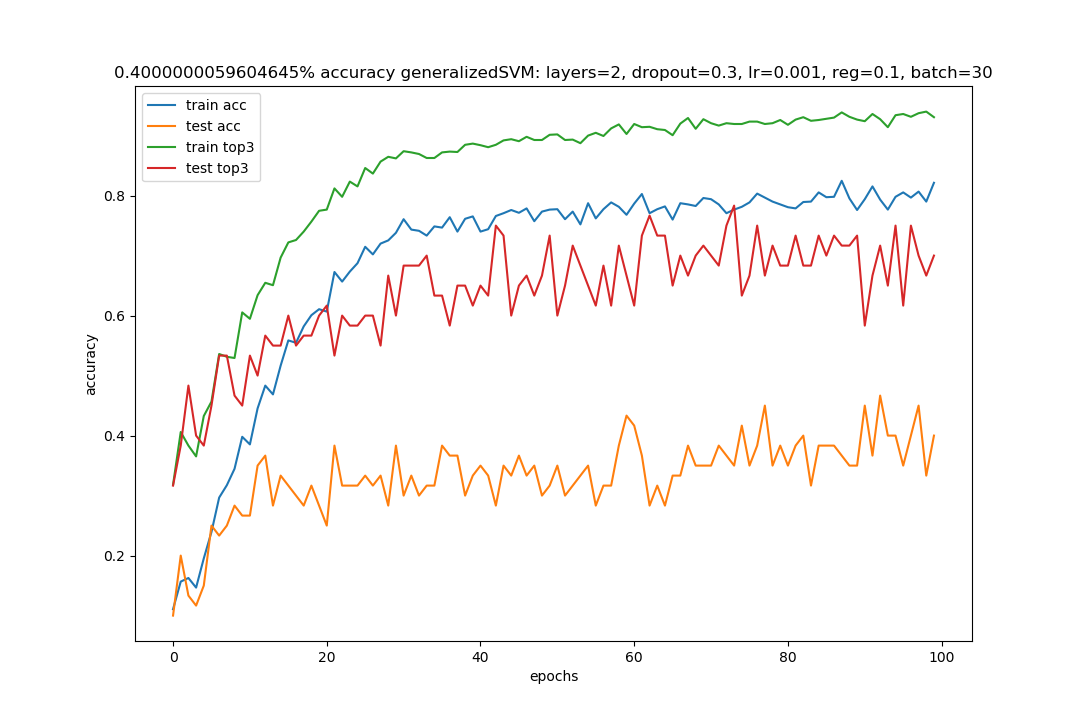 0.4000000059604645% accuracy generalizedSVM: layers=2, dropout=0.3, lr=0.001, reg=0.1, batch=30
train acc
test acc
train top3
test top3
accuracy
0.8
0.6
0.4
0.2
0 20 40 60 80 100
epochs